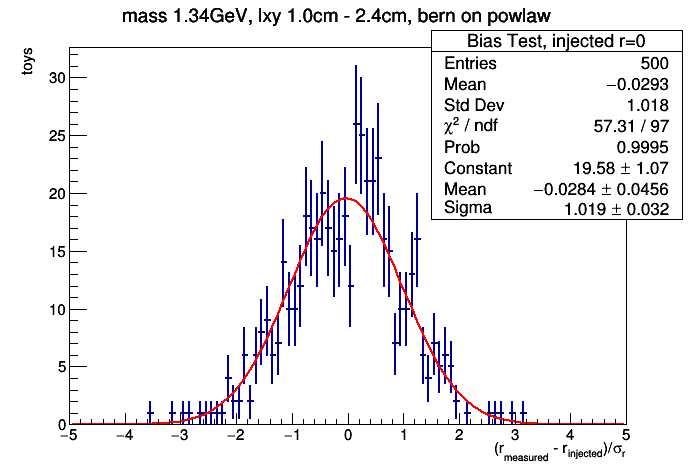 mass 1.34GeV, lxy 1.0cm - 2.4cm, bern on powlaw
toys
Bias Test, injected r=0
Entries 500
Mean −0.0293
Std Dev 1.018
χ² / ndf 57.31 / 97
Prob 0.9995
Constant 19.58 ± 1.07
Mean −0.0284 ± 0.0456
Sigma 1.019 ± 0.032
30
25
20
15
10
5
0
−5 −4 −3 −2 −1 0 1 2 3 4 5
(r_measured - r_injected)/σ_r